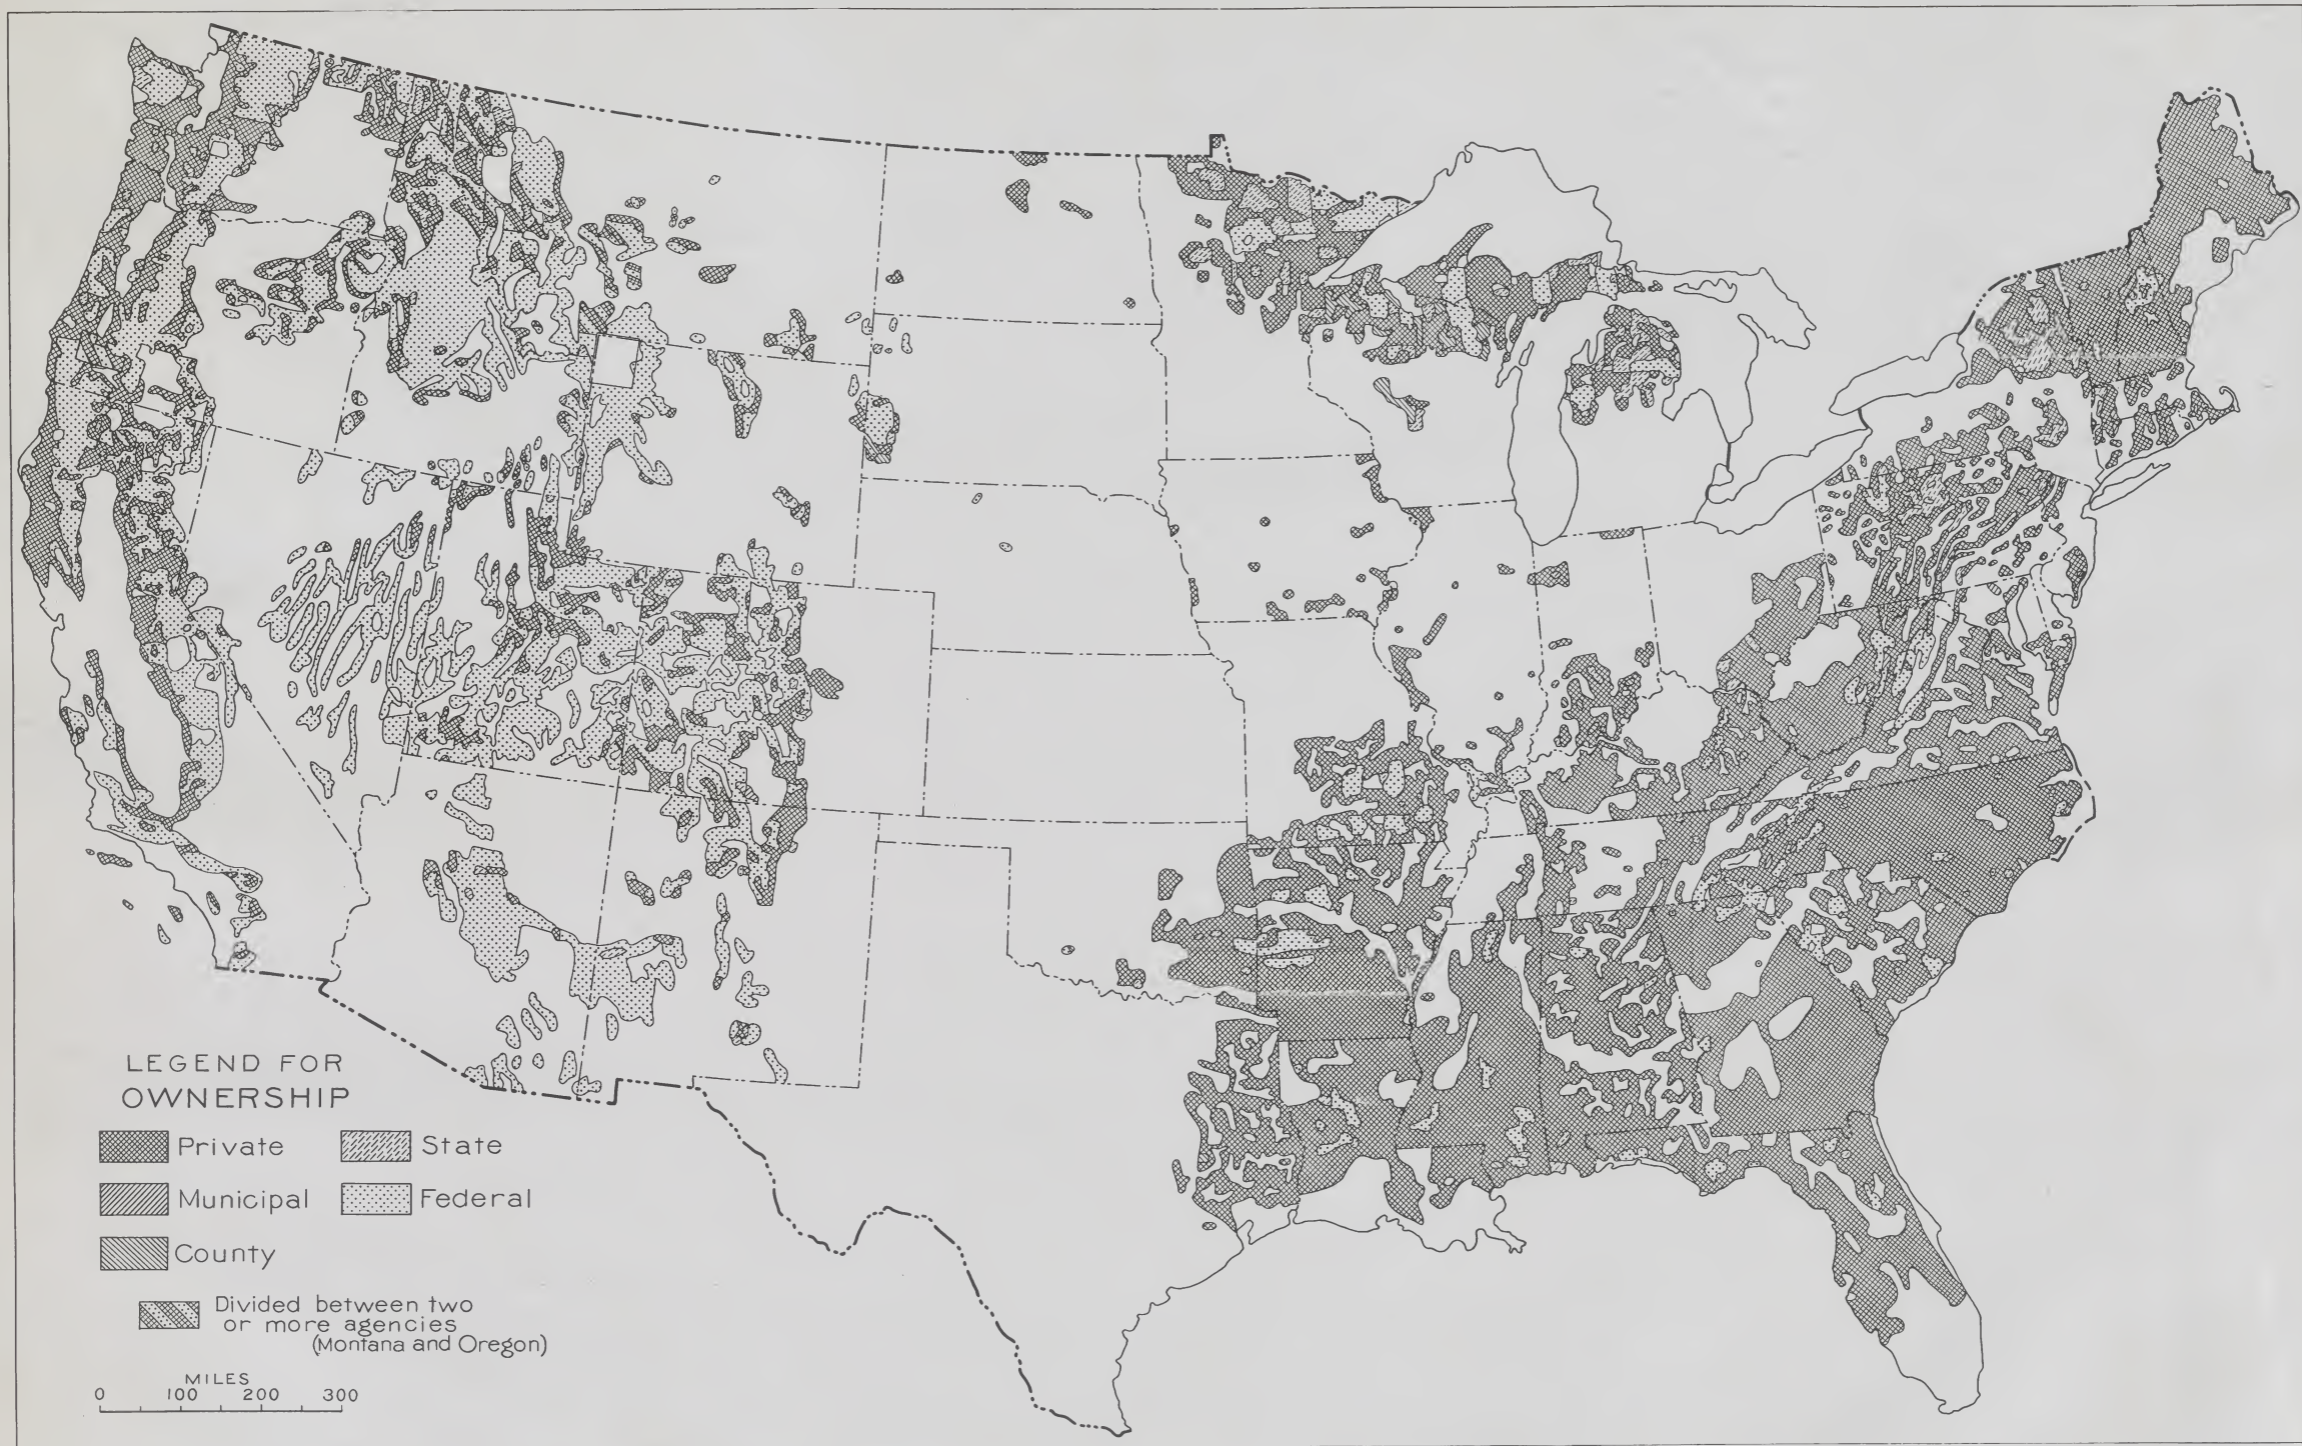 LEGEND FOR
OWNERSHIP
Private
State
Municipal
Federal
County
Divided between two
or more agencies
(Montana and Oregon)
MILES
0 100 200 300